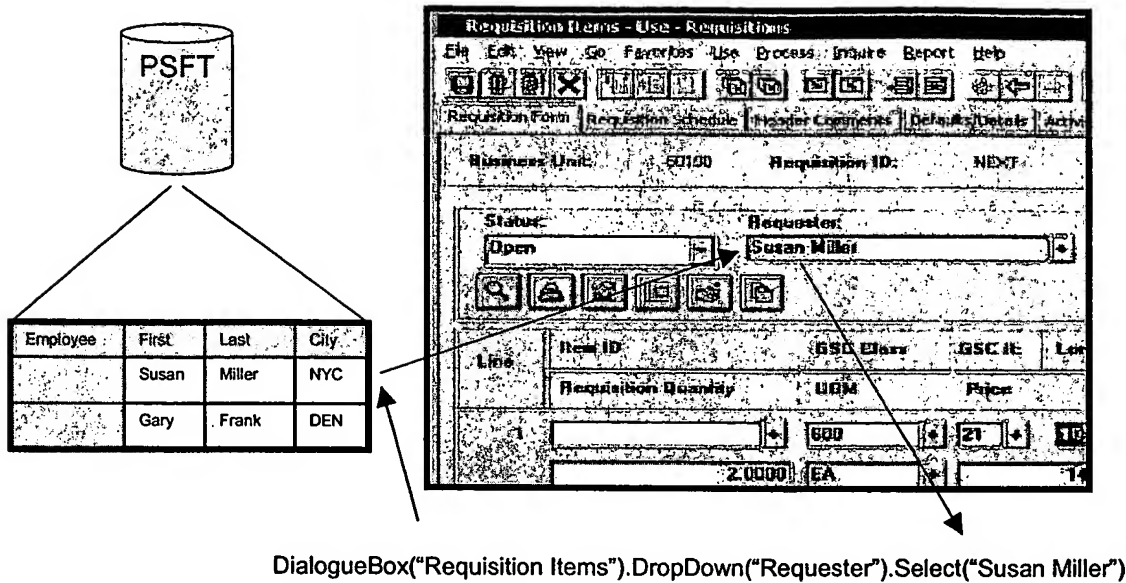 PSFT
Requisition Items - Use - Requisitions
File Edit View Go Favorites Use Process Inquire Report Help
Requisition Form Requisition Schedule Header Comments Defaults/Details
Business Unit: 60100 Requisition ID: NEXT
Status: Requester:
Open Susan Miller
Employee First Last City
Susan Miller NYC
Gary Frank DEN
Line Item ID GSC Class
Requisition Quantity UOM Price
1 600 21
2.0000 EA
DialogueBox("Requisition Items").DropDown("Requester").Select("Susan Miller")